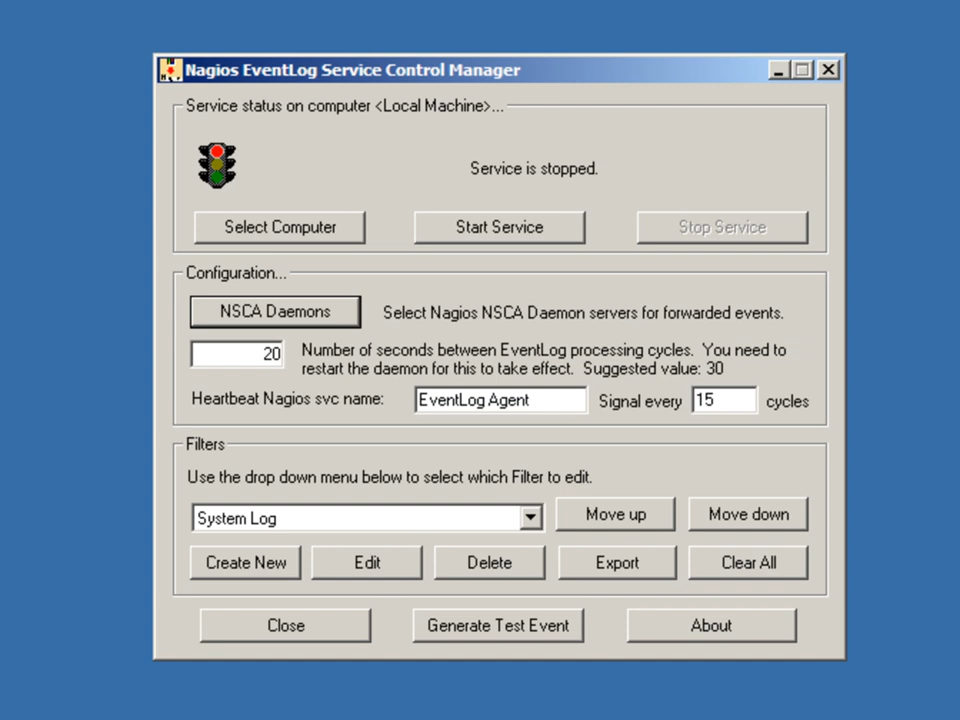 Nagios EventLog Service Control Manager
Service status on computer <Local Machine>...
Service is stopped.
Select Computer Start Service Stop Service
Configuration...
NSCA Daemons Select Nagios NSCA Daemon servers for forwarded events.
20 Number of seconds between EventLog processing cycles. You need to
restart the daemon for this to take effect. Suggested value: 30
Heartbeat Nagios svc name: EventLog Agent Signal every 15 cycles
Filters
Use the drop down menu below to select which Filter to edit.
System Log Move up Move down
Create New Edit Delete Export Clear All
Close Generate Test Event About